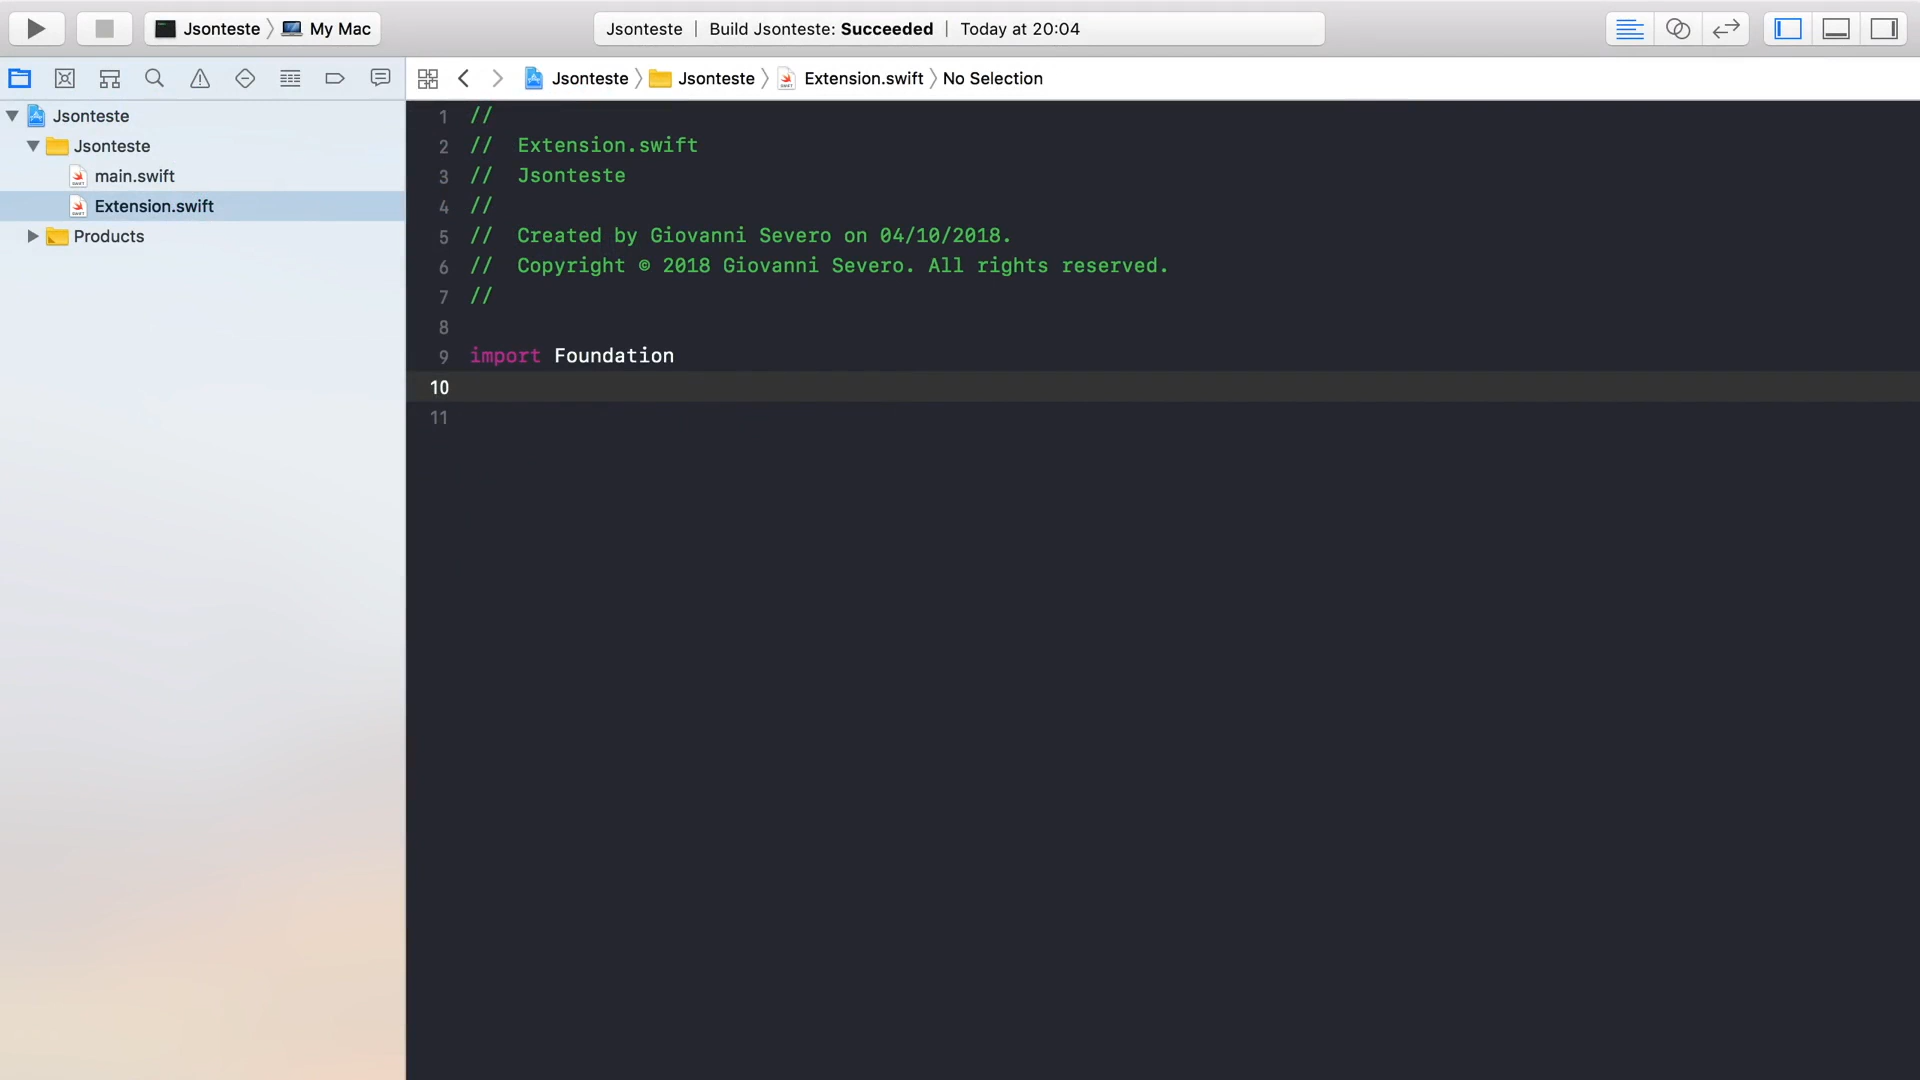 Jsonteste My Mac
Jsonteste | Build Jsonteste: Succeeded | Today at 20:04
Jsonteste Jsonteste Extension.swift No Selection
Jsonteste
Jsonteste
main.swift
Extension.swift
Products
1 //
2 //  Extension.swift
3 //  Jsonteste
4 //
5 //  Created by Giovanni Severo on 04/10/2018.
6 //  Copyright © 2018 Giovanni Severo. All rights reserved.
7 //
8
9 import Foundation
10
11